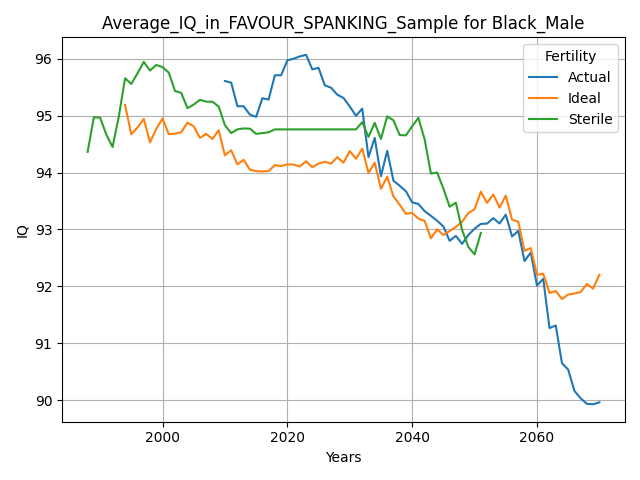 Average_IQ_in_FAVOUR_SPANKING_Sample for Black_Male
Fertility
Actual
Ideal
Sterile
IQ
96
95
94
93
92
91
90
2000
2020
2040
2060
Years